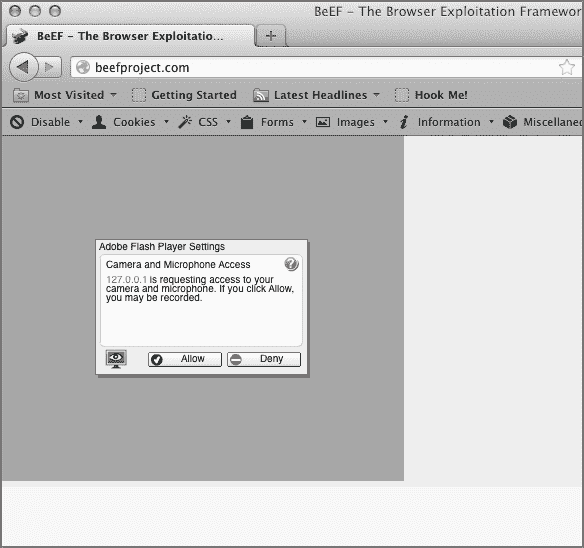 BeEF – The Browser Exploitation Framewor
BeEF – The Browser Exploitatio...
beefproject.com
Most Visited Getting Started Latest Headlines Hook Me!
Disable Cookies CSS Forms Images Information Miscellane
Adobe Flash Player Settings
Camera and Microphone Access
127.0.0.1 is requesting access to your
camera and microphone. If you click Allow,
you may be recorded.
Allow Deny